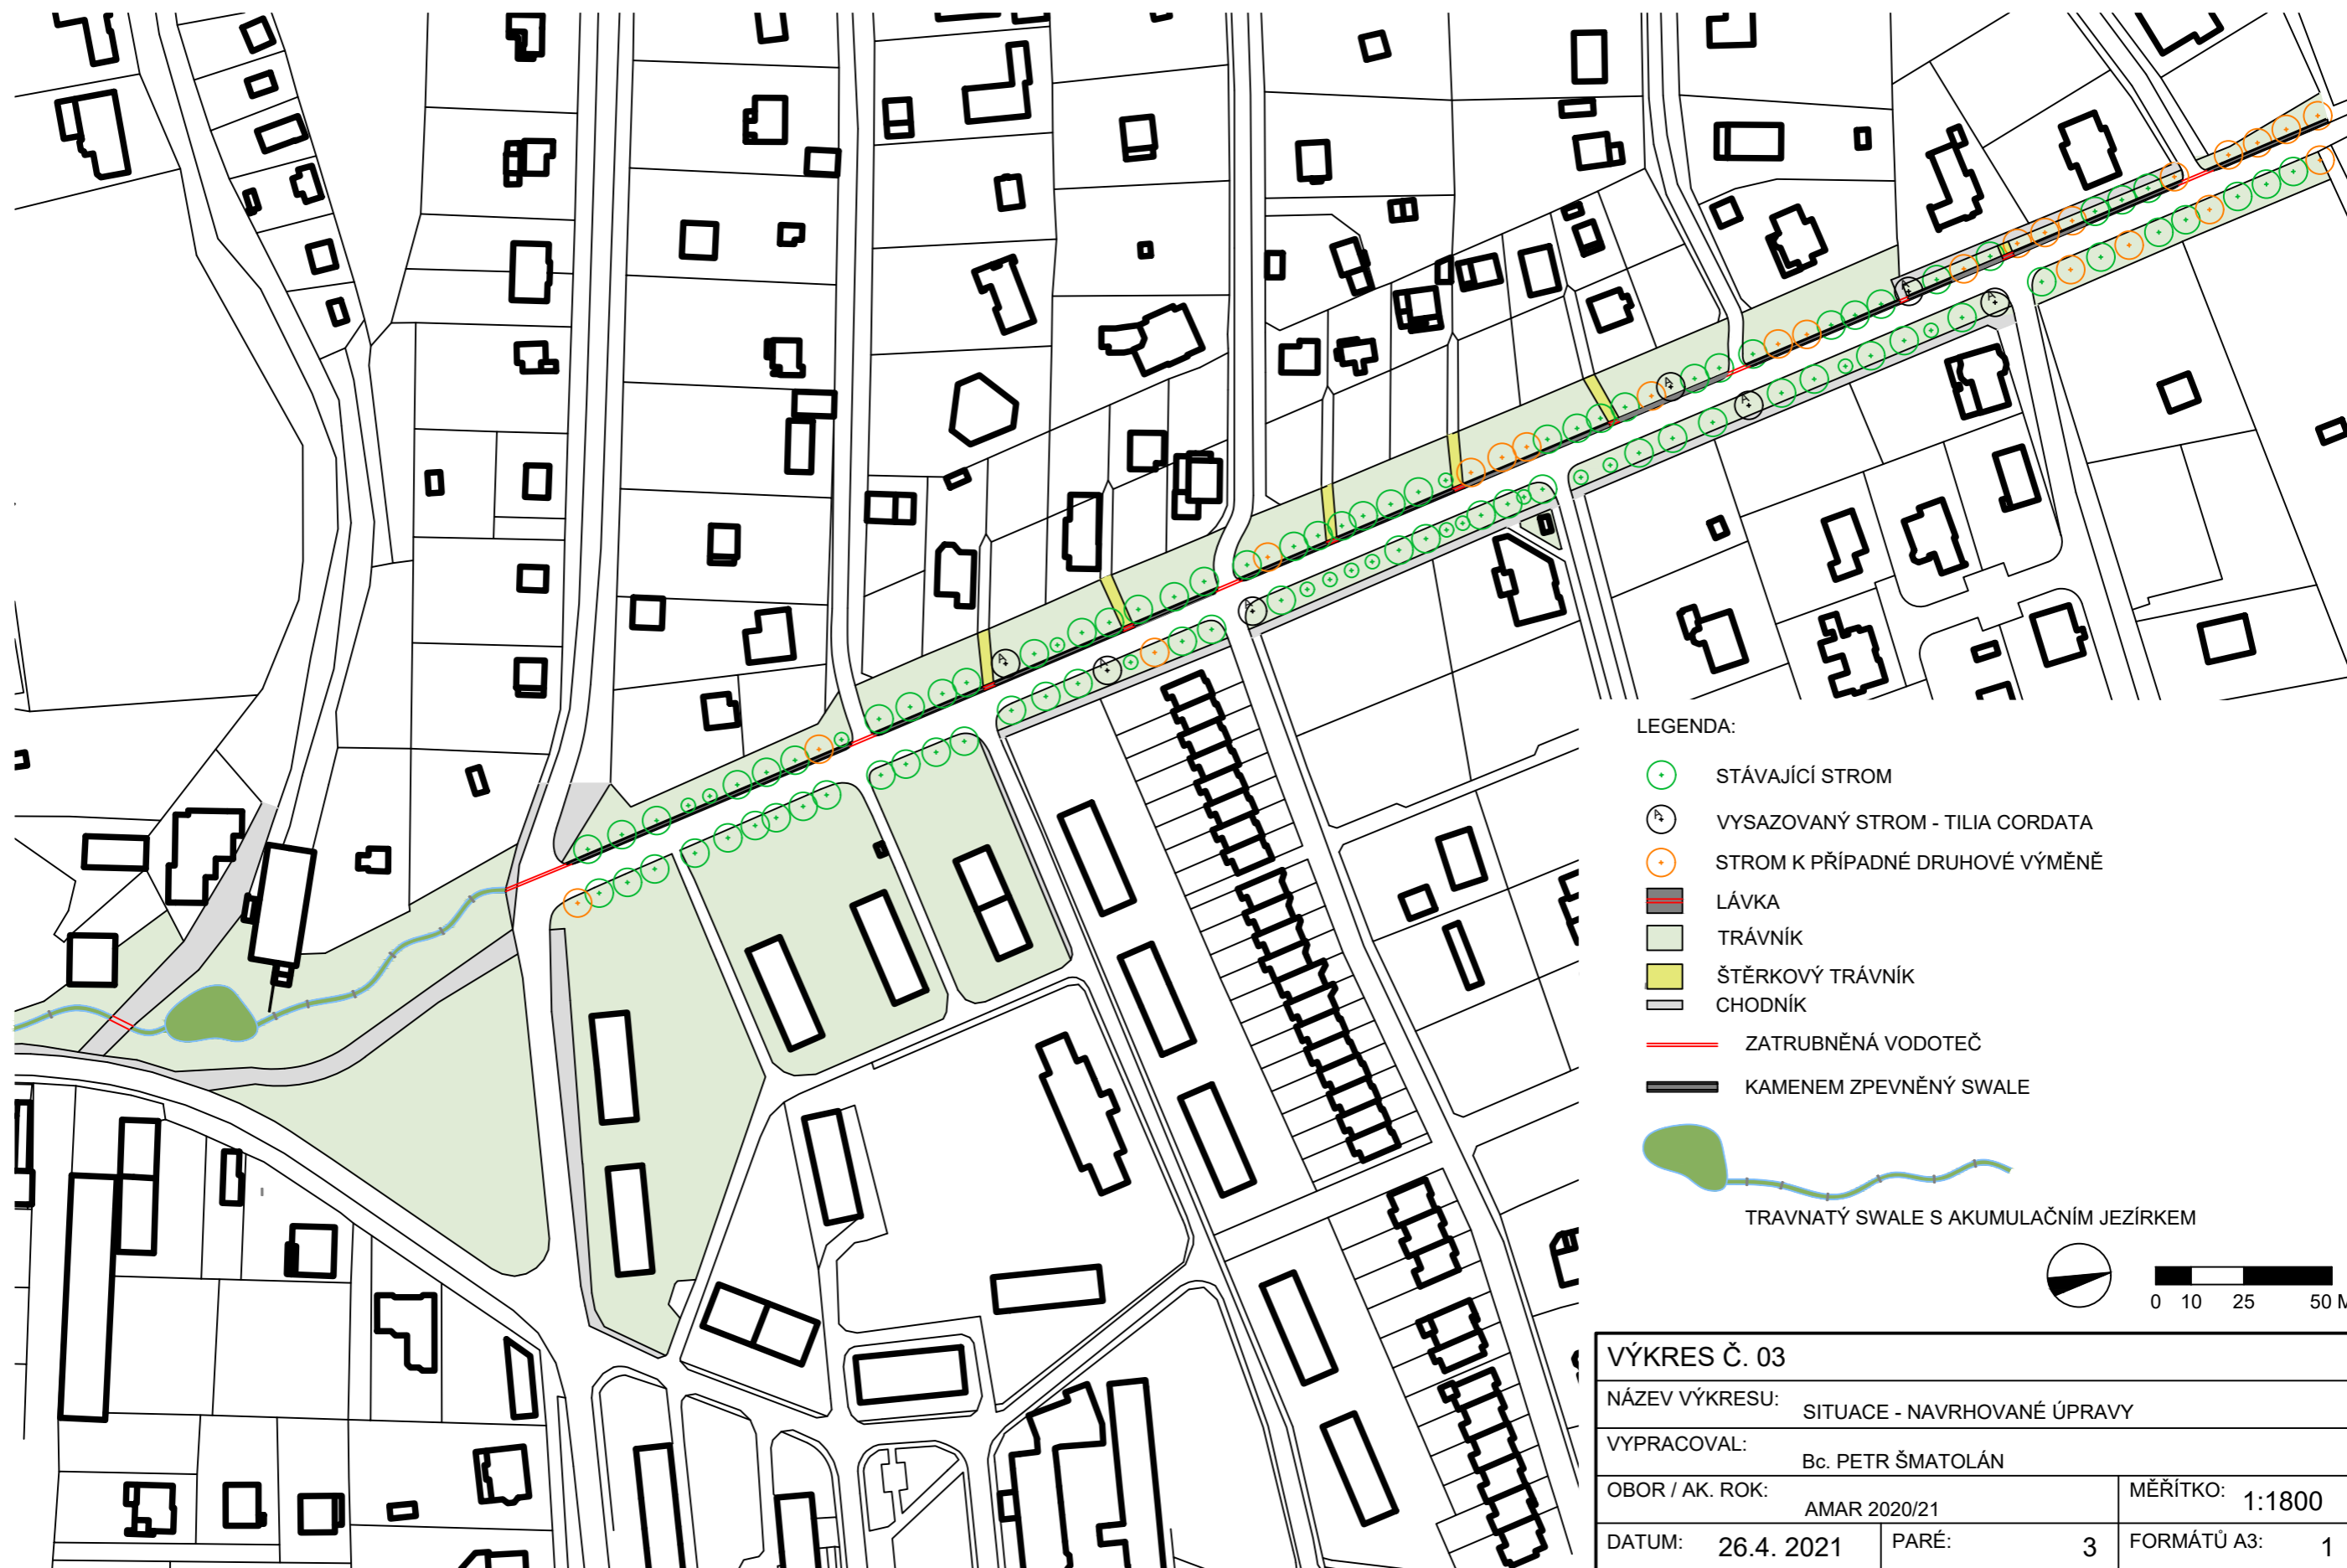 LEGENDA:
STÁVAJÍCÍ STROM
VYSAZOVANÝ STROM - TILIA CORDATA
STROM K PŘÍPADNÉ DRUHOVÉ VÝMĚNĚ
LÁVKA
TRÁVNÍK
ŠTĚRKOVÝ TRÁVNÍK
CHODNÍK
ZATRUBNĚNÁ VODOTEČ
KAMENEM ZPEVNĚNÝ SWALE
TRAVNATÝ SWALE S AKUMULAČNÍM JEZÍRKEM
0 10 25 50 M
VÝKRES Č. 03
NÁZEV VÝKRESU: SITUACE - NAVRHOVANÉ ÚPRAVY
VYPRACOVAL: Bc. PETR ŠMATOLÁN
OBOR / AK. ROK: AMAR 2020/21 MĚŘÍTKO: 1:1800
DATUM: 26.4. 2021 PARÉ: 3 FORMÁTŮ A3: 1